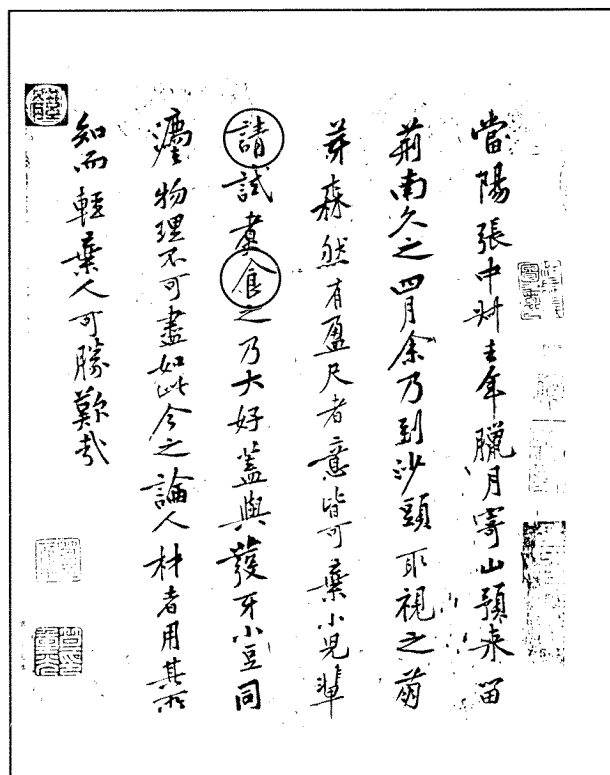 當陽張中叔去年臘月寄山預来留
荊南久之四月余乃到沙頭取視之萌
芽森然有盈尺者意皆可棄小兒輩
請試煮食之乃大好蓋與發牙小豆同
灋物理不可盡如此今之論人材者用其所
知而輕棄人可勝歎哉